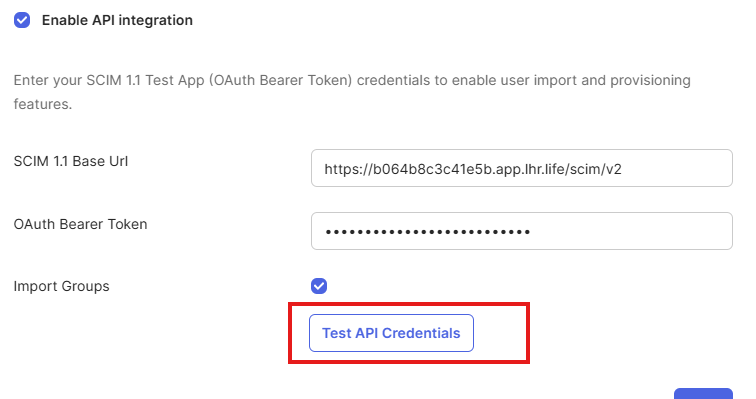 Enable API integration
Enter your SCIM 1.1 Test App (OAuth Bearer Token) credentials to enable user import and provisioning
features.
SCIM 1.1 Base Url
https://b064b8c3c41e5b.app.lhr.life/scim/v2
OAuth Bearer Token
••••••••••••••••••••••••••
Import Groups
Test API Credentials